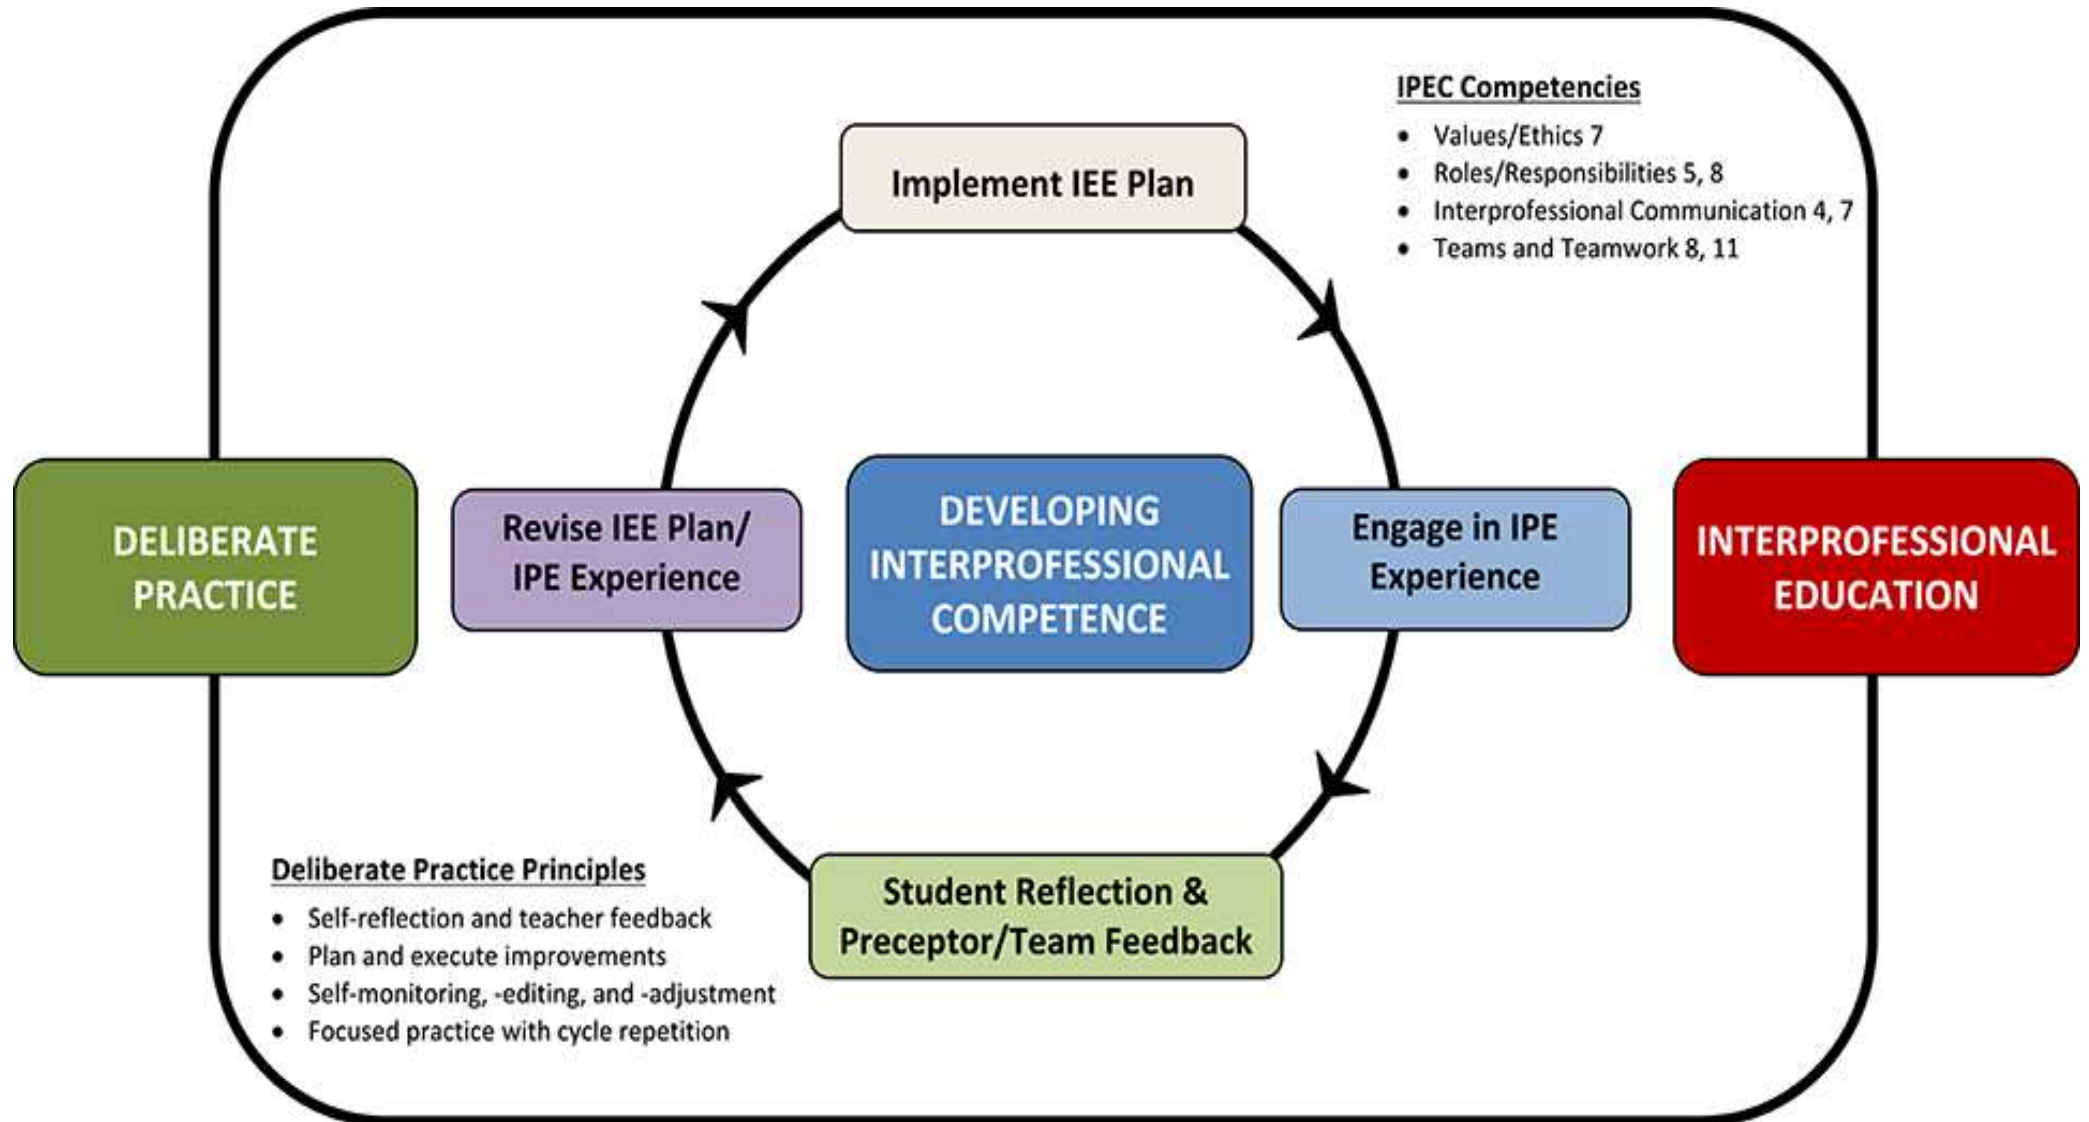 IPEC Competencies
• Values/Ethics 7
• Roles/Responsibilities 5, 8
• Interprofessional Communication 4, 7
• Teams and Teamwork 8, 11
Implement IEE Plan
DELIBERATE
PRACTICE
Revise IEE Plan/
IPE Experience
DEVELOPING
INTERPROFESSIONAL
COMPETENCE
Engage in IPE
Experience
INTERPROFESSIONAL
EDUCATION
Student Reflection &
Preceptor/Team Feedback
Deliberate Practice Principles
• Self-reflection and teacher feedback
• Plan and execute improvements
• Self-monitoring, -editing, and -adjustment
• Focused practice with cycle repetition